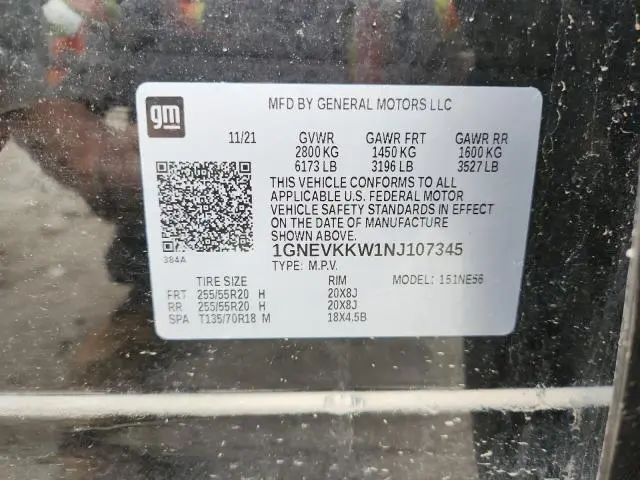 gm
MFD BY GENERAL MOTORS LLC
11/21 GVWR GAWR FRT GAWR RR
2800 KG 1450 KG 1600 KG
6173 LB 3196 LB 3527 LB
THIS VEHICLE CONFORMS TO ALL
APPLICABLE U.S. FEDERAL MOTOR
VEHICLE SAFETY STANDARDS IN EFFECT
ON THE DATE OF MANUFACTURE
SHOWN ABOVE.
384A
1GNEVKKW1NJ107345
TYPE: M.P.V. MODEL: 151NE56
TIRE SIZE RIM
FRT 255/55R20 H 20X8J
RR 255/55R20 H 20X8J
SPA T135/70R18 M 18X4.5B